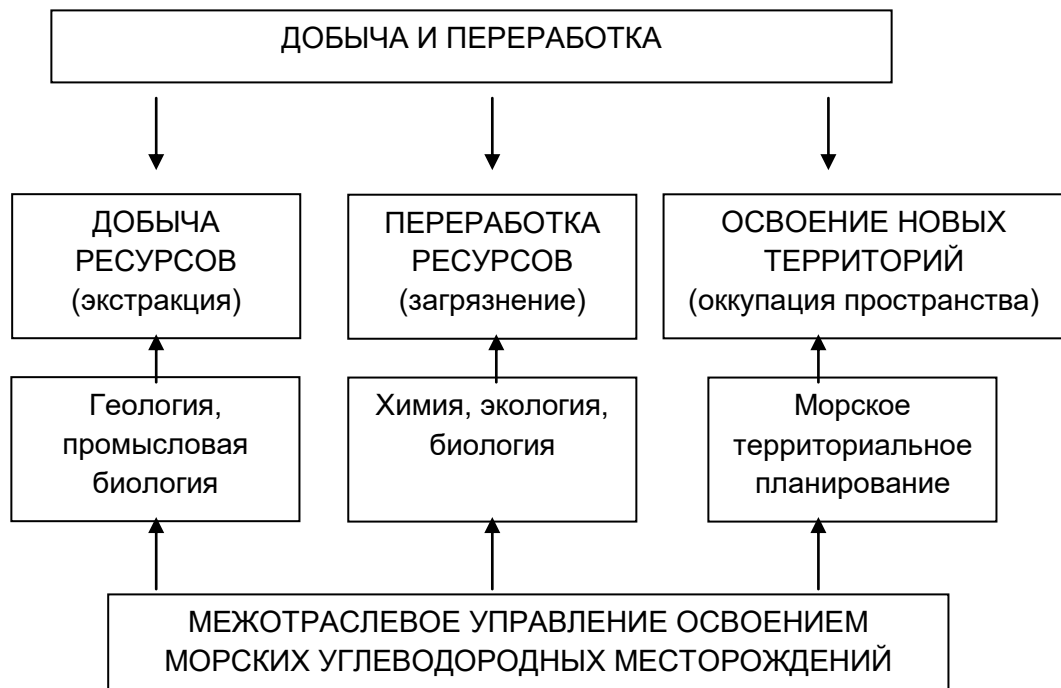 ДОБЫЧА И ПЕРЕРАБОТКА
ДОБЫЧА
РЕСУРСОВ
(экстракция)
ПЕРЕРАБОТКА
РЕСУРСОВ
(загрязнение)
ОСВОЕНИЕ НОВЫХ
ТЕРРИТОРИЙ
(оккупация пространства)
Геология,
промысловая
биология
Химия, экология,
биология
Морское
территориальное
планирование
МЕЖОТРАСЛЕВОЕ УПРАВЛЕНИЕ ОСВОЕНИЕМ
МОРСКИХ УГЛЕВОДОРОДНЫХ МЕСТОРОЖДЕНИЙ